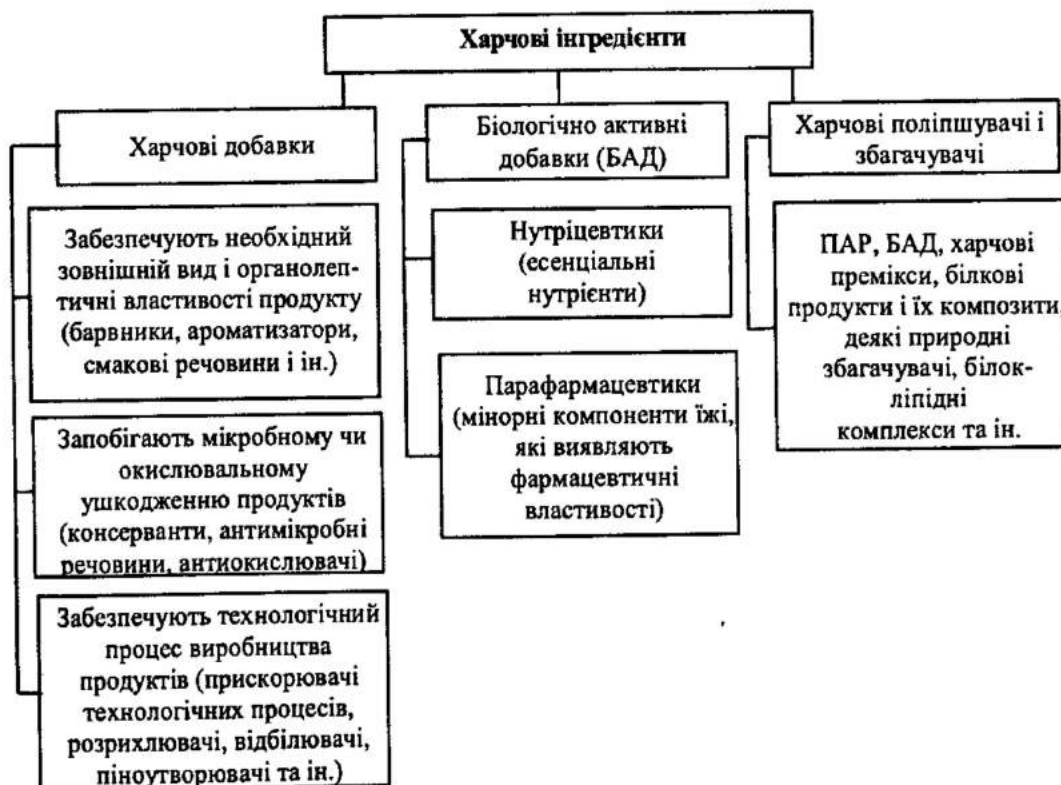 Харчові інгредієнти
Харчові добавки
Забезпечують необхідний
зовнішній вид і органолеп-
тичні властивості продукту
(барвники, ароматизатори,
смакові речовини і ін.)
Запобігають мікробному чи
окислювальному
ушкодженню продуктів
(консерванти, антимікробні
речовини, антиокислювачі)
Забезпечують технологічний
процес виробництва
продуктів (прискорювачі
технологічних процесів,
розрихлювачі, відбілювачі,
піноутворювачі та ін.)
Біологічно активні
добавки (БАД)
Нутріцевтики
(есенціальні
нутрієнти)
Парафармацевтики
(мінорні компоненти їжі,
які виявляють
фармацевтичні
властивості)
Харчові поліпшувачі і
збагачувачі
ПАР, БАД, харчові
премікси, білкові
продукти і їх композити,
деякі природні
збагачувачі, білок-
ліпідні
комплекси та ін.